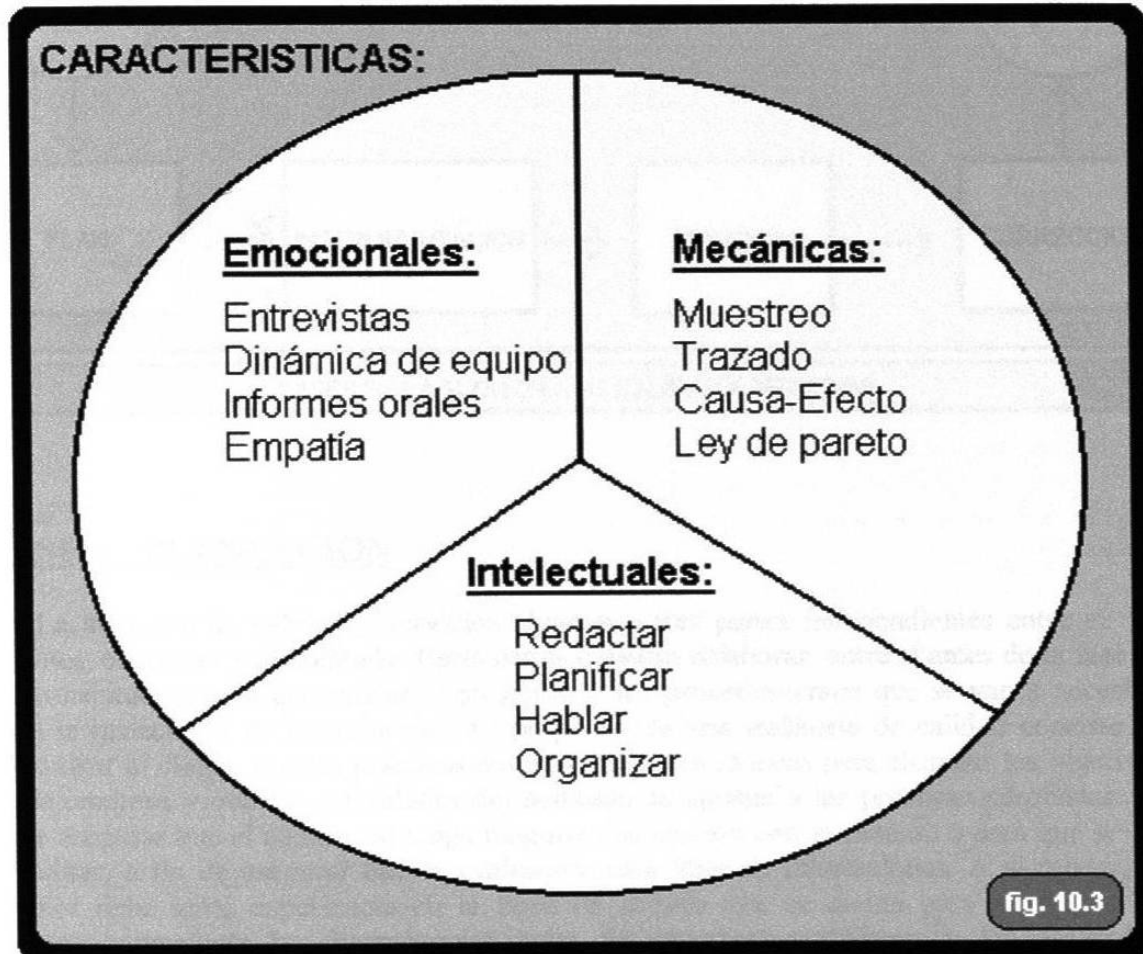 CARACTERISTICAS:
Emocionales:
Entrevistas
Dinámica de equipo
Informes orales
Empatía
Mecánicas:
Muestreo
Trazado
Causa-Efecto
Ley de pareto
Intelectuales:
Redactar
Planificar
Hablar
Organizar
fig. 10.3